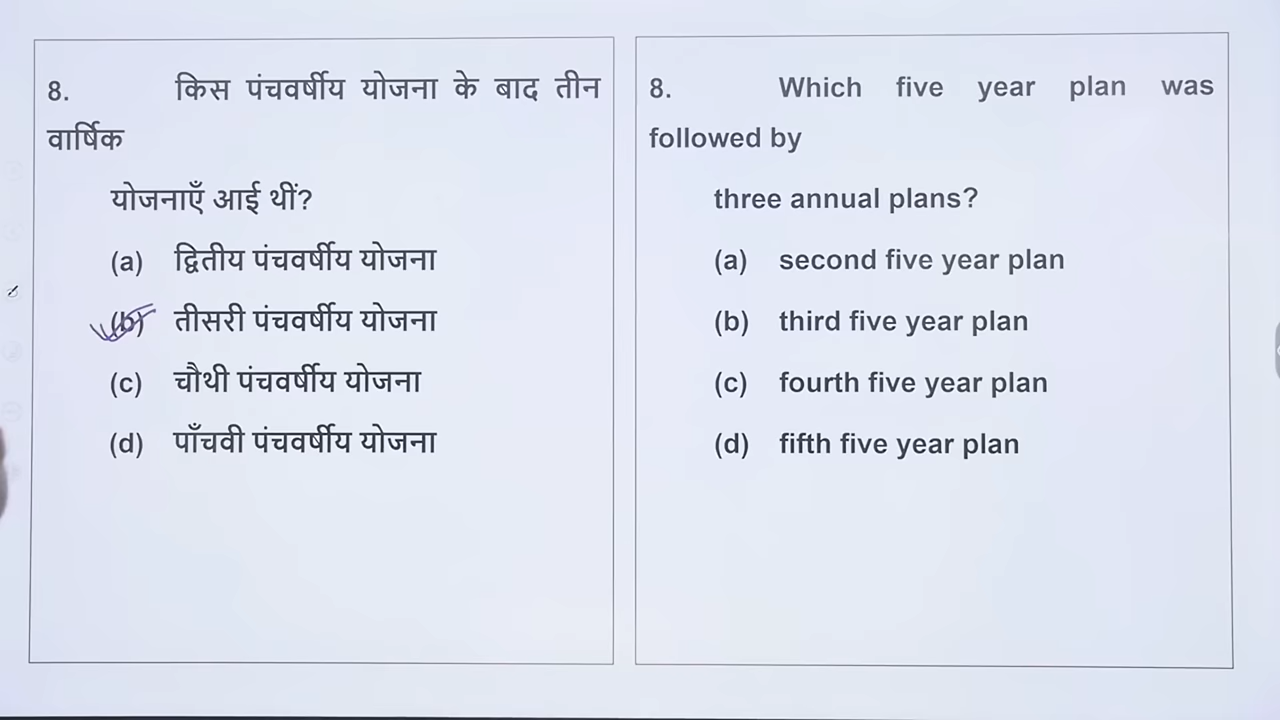 8. किस पंचवर्षीय योजना के बाद तीन
वार्षिक
योजनाएँ आई थीं?
(a) द्वितीय पंचवर्षीय योजना
(b) तीसरी पंचवर्षीय योजना
(c) चौथी पंचवर्षीय योजना
(d) पाँचवी पंचवर्षीय योजना
8. Which five year plan was
followed by
three annual plans?
(a) second five year plan
(b) third five year plan
(c) fourth five year plan
(d) fifth five year plan